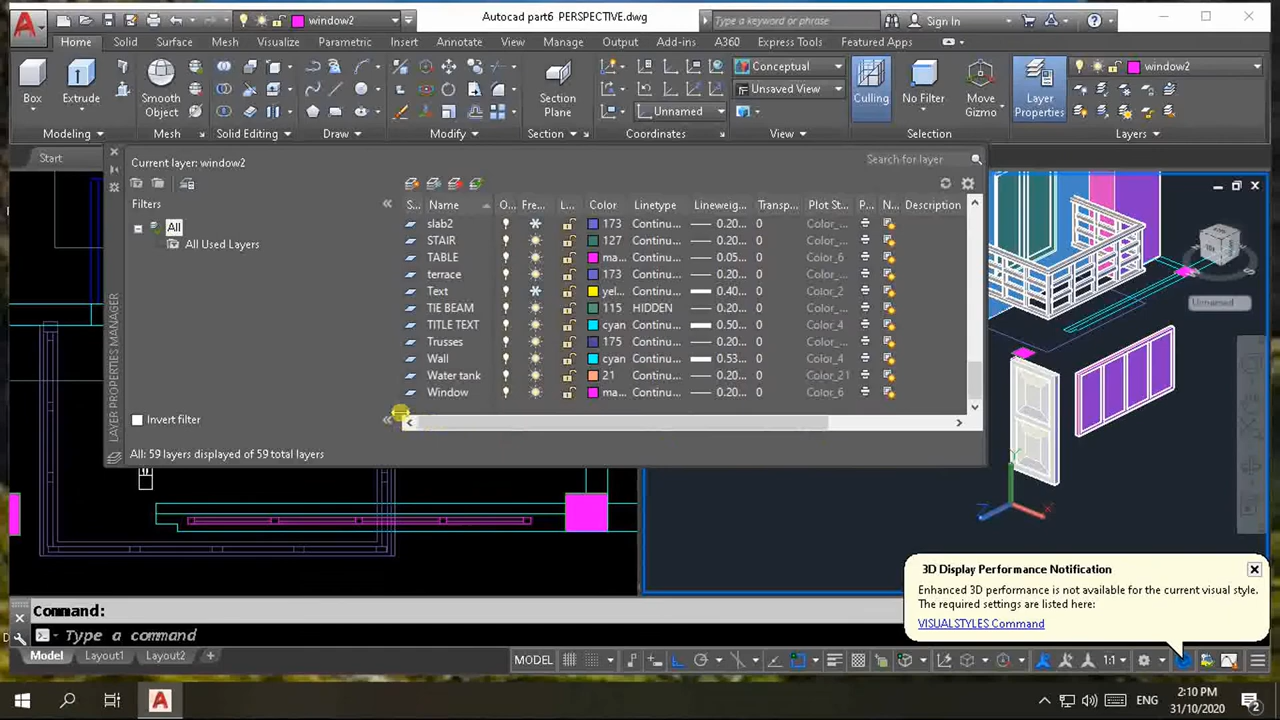 window2
Autocad part6 PERSPECTIVE.dwg
Type a keyword or phrase
Sign In
Home
Solid
Surface
Mesh
Visualize
Parametric
Insert
Annotate
View
Manage
Output
Add-ins
A360
Express Tools
Featured Apps
Box
Extrude
Smooth Object
Section Plane
Conceptual
Unsaved View
Unnamed
Culling
No Filter
Move Gizmo
Layer Properties
window2
Modeling
Mesh
Solid Editing
Draw
Modify
Section
Coordinates
View
Selection
Layers
Start
Current layer: window2
Search for layer
Filters
All
All Used Layers
S... Name O... Fre... L... Color Linetype Lineweig... Transp... Plot St... P... N... Description
slab2 173 Continu... 0.20... 0 Color_...
STAIR 127 Continu... 0.20... 0 Color_...
TABLE ma... Continu... 0.05... 0 Color_6
terrace 173 Continu... 0.20... 0 Color_...
Text yel... Continu... 0.40... 0 Color_2
TIE BEAM 115 HIDDEN 0.20... 0 Color_...
TITLE TEXT cyan Continu... 0.50... 0 Color_4
Trusses 175 Continu... 0.20... 0 Color_...
Wall cyan Continu... 0.53... 0 Color_4
Water tank 21 Continu... 0.20... 0 Color_21
Window ma... Continu... 0.20... 0 Color_6
Invert filter
All: 59 layers displayed of 59 total layers
LAYER PROPERTIES MANAGER
Unnamed
Y
X
3D Display Performance Notification
Enhanced 3D performance is not available for the current visual style.
The required settings are listed here:
VISUALSTYLES Command
Command:
Type a command
Model
Layout1
Layout2
MODEL
1:1
ENG
2:10 PM
31/10/2020
2